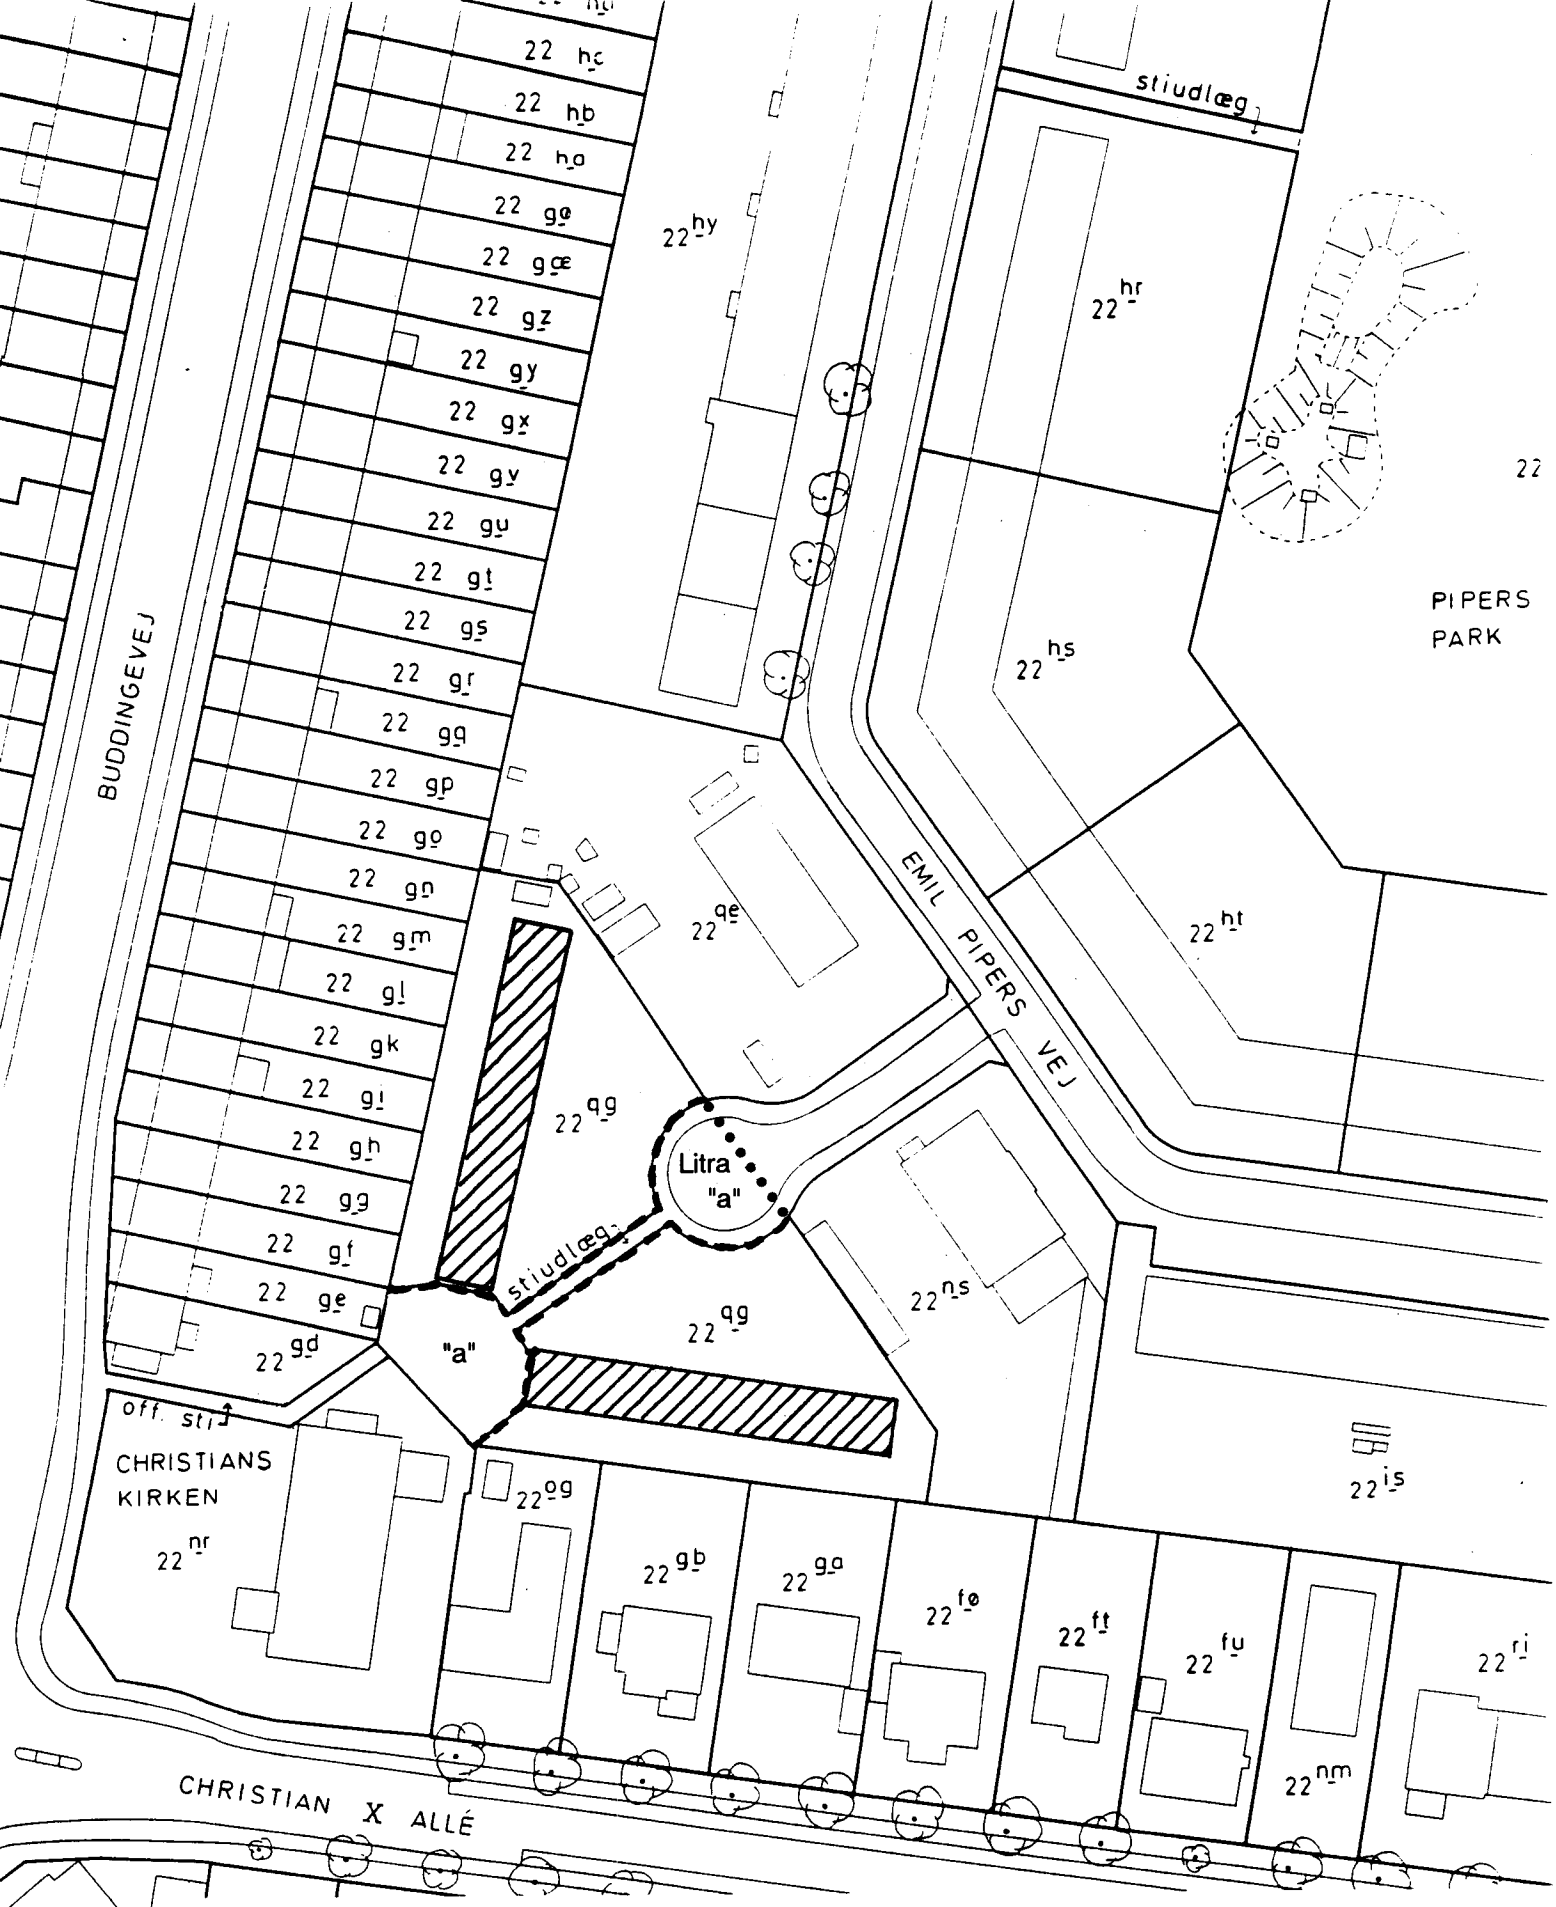 22 hc
22 hb
22 ha
22 gø
22 gæ
22 gz
22 gy
22 gx
22 gv
22 gu
22 gt
22 gs
22 gr
22 gq
22 gp
22 go
22 gn
22 gm
22 gl
22 gk
22 gi
22 gh
22 gg
22 gf
22 ge
22 gd
BUDDINGEVEJ
22 hy
stiudlæg
22 hr
22
PIPERS
PARK
22 hs
22 ht
22 qe
EMIL PIPERS VEJ
22 qg
Litra
"a"
stiudlæg
"a"
22 qg
22 ns
off. sti
CHRISTIANS
KIRKEN
22 nr
22 og
22 gb
22 ga
22 fø
22 ft
22 fu
22 nm
22 is
22 ri
CHRISTIAN X ALLÉ